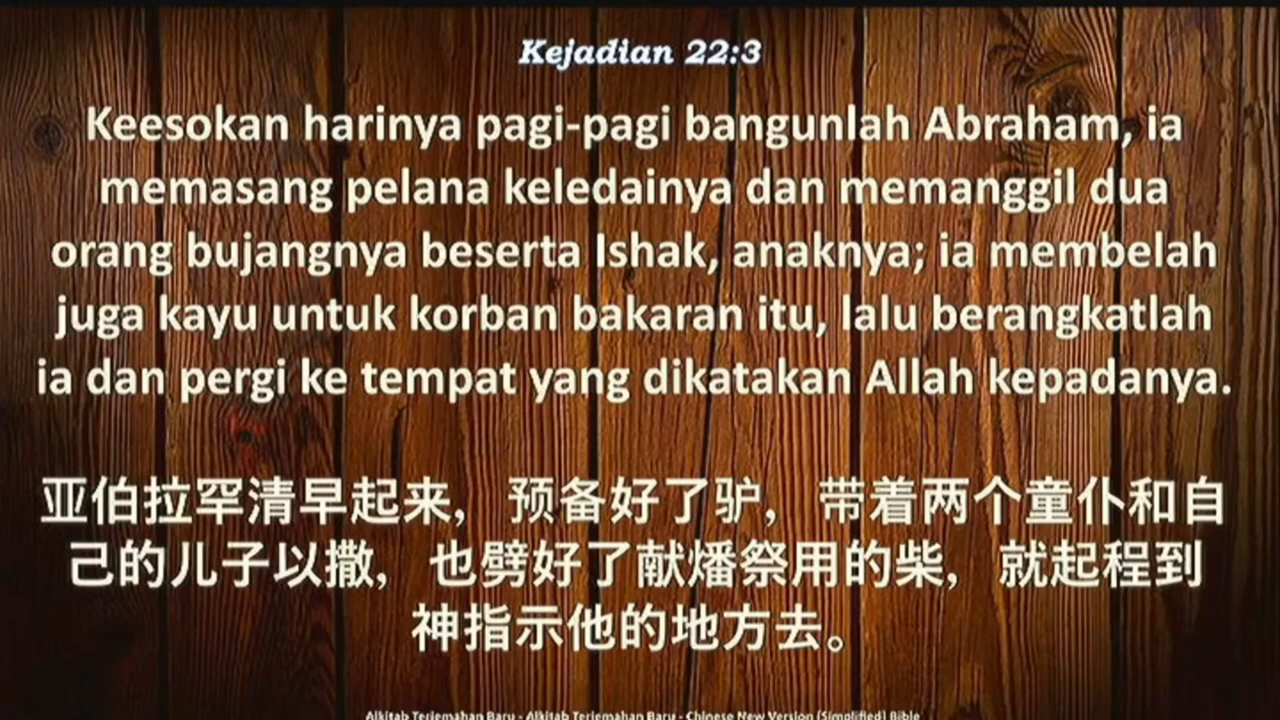 Kejadian 22:3
Keesokan harinya pagi-pagi bangunlah Abraham, ia
memasang pelana keledainya dan memanggil dua
orang bujangnya beserta Ishak, anaknya; ia membelah
juga kayu untuk korban bakaran itu, lalu berangkatlah
ia dan pergi ke tempat yang dikatakan Allah kepadanya.
亚伯拉罕清早起来， 预备好了驴， 带着两个童仆和自
己的儿子以撒， 也劈好了献燔祭用的柴， 就起程到
神指示他的地方去。
Alkitab Terjemahan Baru - Alkitab Terjemahan Baru - Chinese New Version (Simplified) Bible